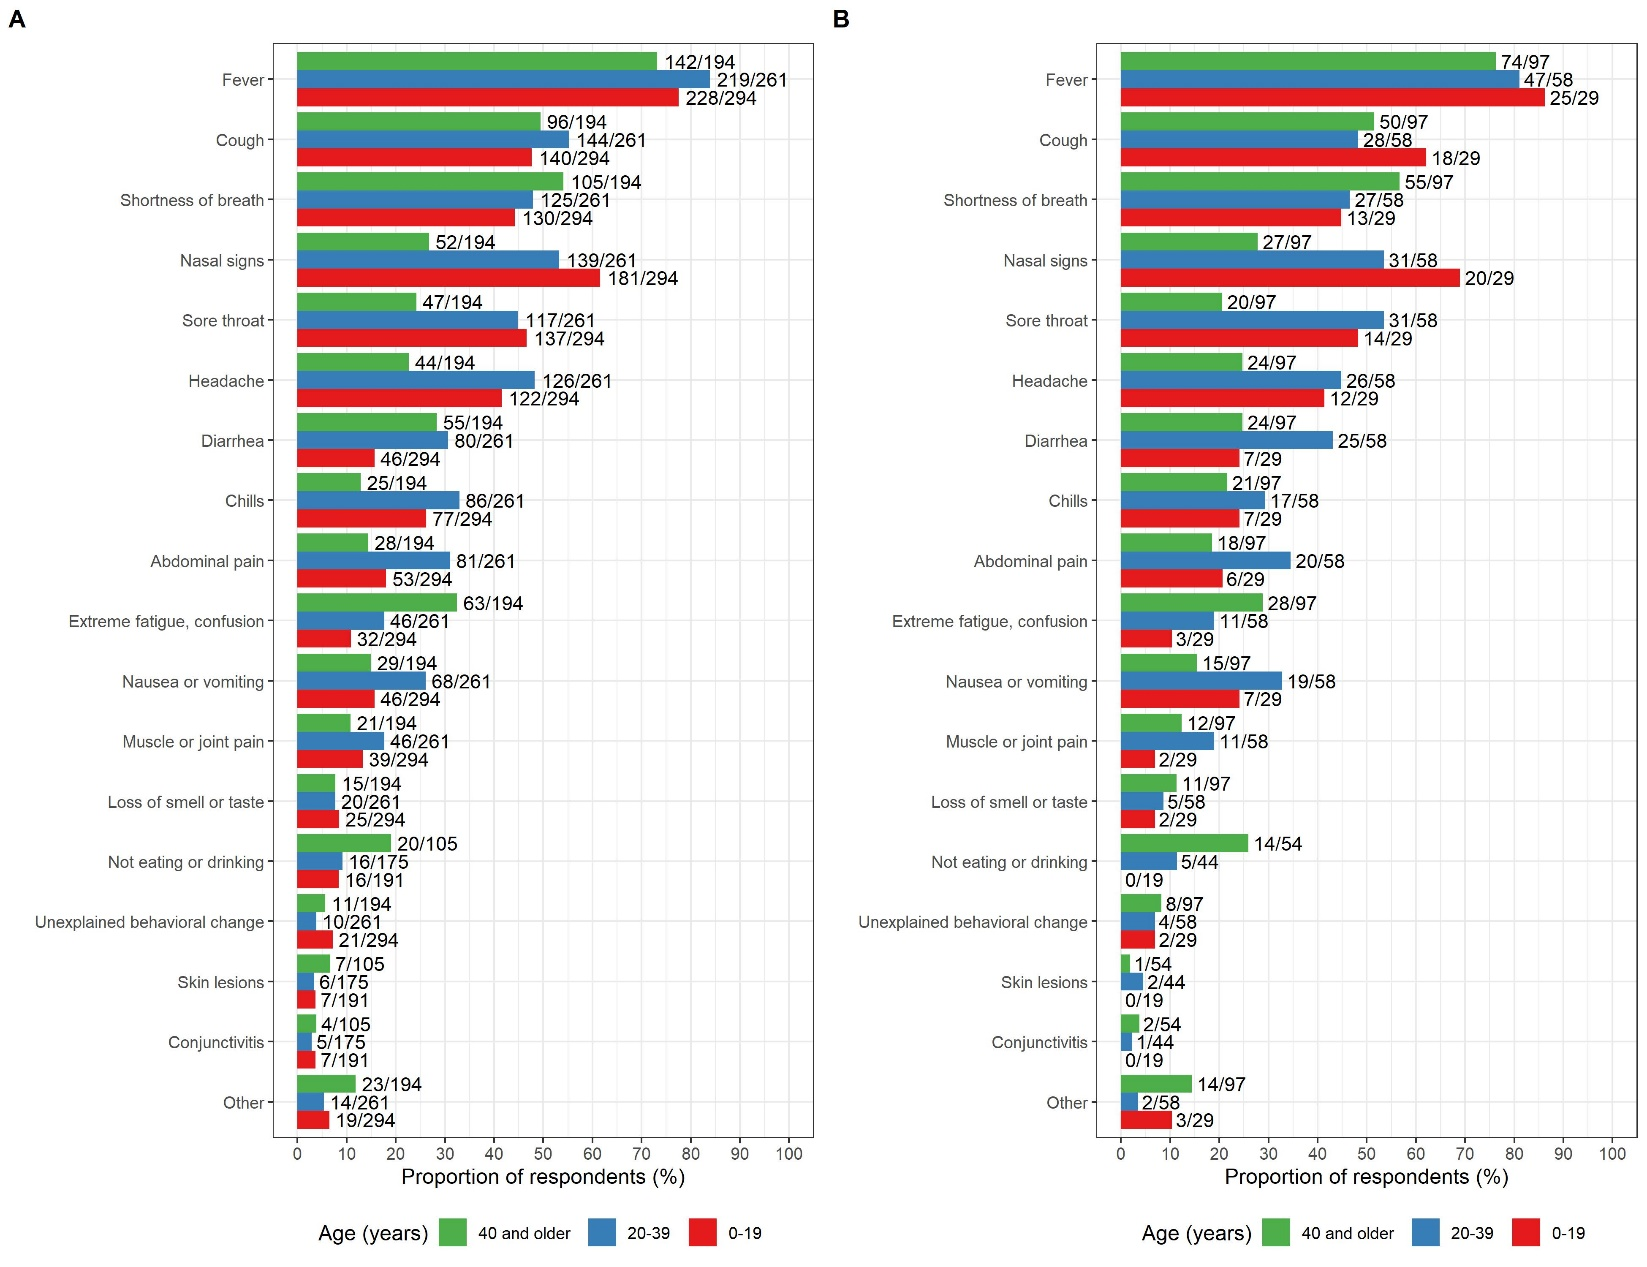 A
Fever
142/194
219/261
228/294
Cough
96/194
144/261
140/294
Shortness of breath
105/194
125/261
130/294
Nasal signs
52/194
139/261
181/294
Sore throat
47/194
117/261
137/294
Headache
44/194
126/261
122/294
Diarrhea
55/194
80/261
46/294
Chills
25/194
86/261
77/294
Abdominal pain
28/194
81/261
53/294
Extreme fatigue, confusion
63/194
46/261
32/294
Nausea or vomiting
29/194
68/261
46/294
Muscle or joint pain
21/194
46/261
39/294
Loss of smell or taste
15/194
20/261
25/294
Not eating or drinking
20/105
16/175
16/191
Unexplained behavioral change
11/194
10/261
21/294
Skin lesions
7/105
6/175
7/191
Conjunctivitis
4/105
5/175
7/191
Other
23/194
14/261
19/294
0 10 20 30 40 50 60 70 80 90 100
Proportion of respondents (%)
Age (years) 40 and older 20-39 0-19
B
Fever
74/97
47/58
25/29
Cough
50/97
28/58
18/29
Shortness of breath
55/97
27/58
13/29
Nasal signs
27/97
31/58
20/29
Sore throat
20/97
31/58
14/29
Headache
24/97
26/58
12/29
Diarrhea
24/97
25/58
7/29
Chills
21/97
17/58
7/29
Abdominal pain
18/97
20/58
6/29
Extreme fatigue, confusion
28/97
11/58
3/29
Nausea or vomiting
15/97
19/58
7/29
Muscle or joint pain
12/97
11/58
2/29
Loss of smell or taste
11/97
5/58
2/29
Not eating or drinking
14/54
5/44
0/19
Unexplained behavioral change
8/97
4/58
2/29
Skin lesions
1/54
2/44
0/19
Conjunctivitis
2/54
1/44
0/19
Other
14/97
2/58
3/29
0 10 20 30 40 50 60 70 80 90 100
Proportion of respondents (%)
Age (years) 40 and older 20-39 0-19